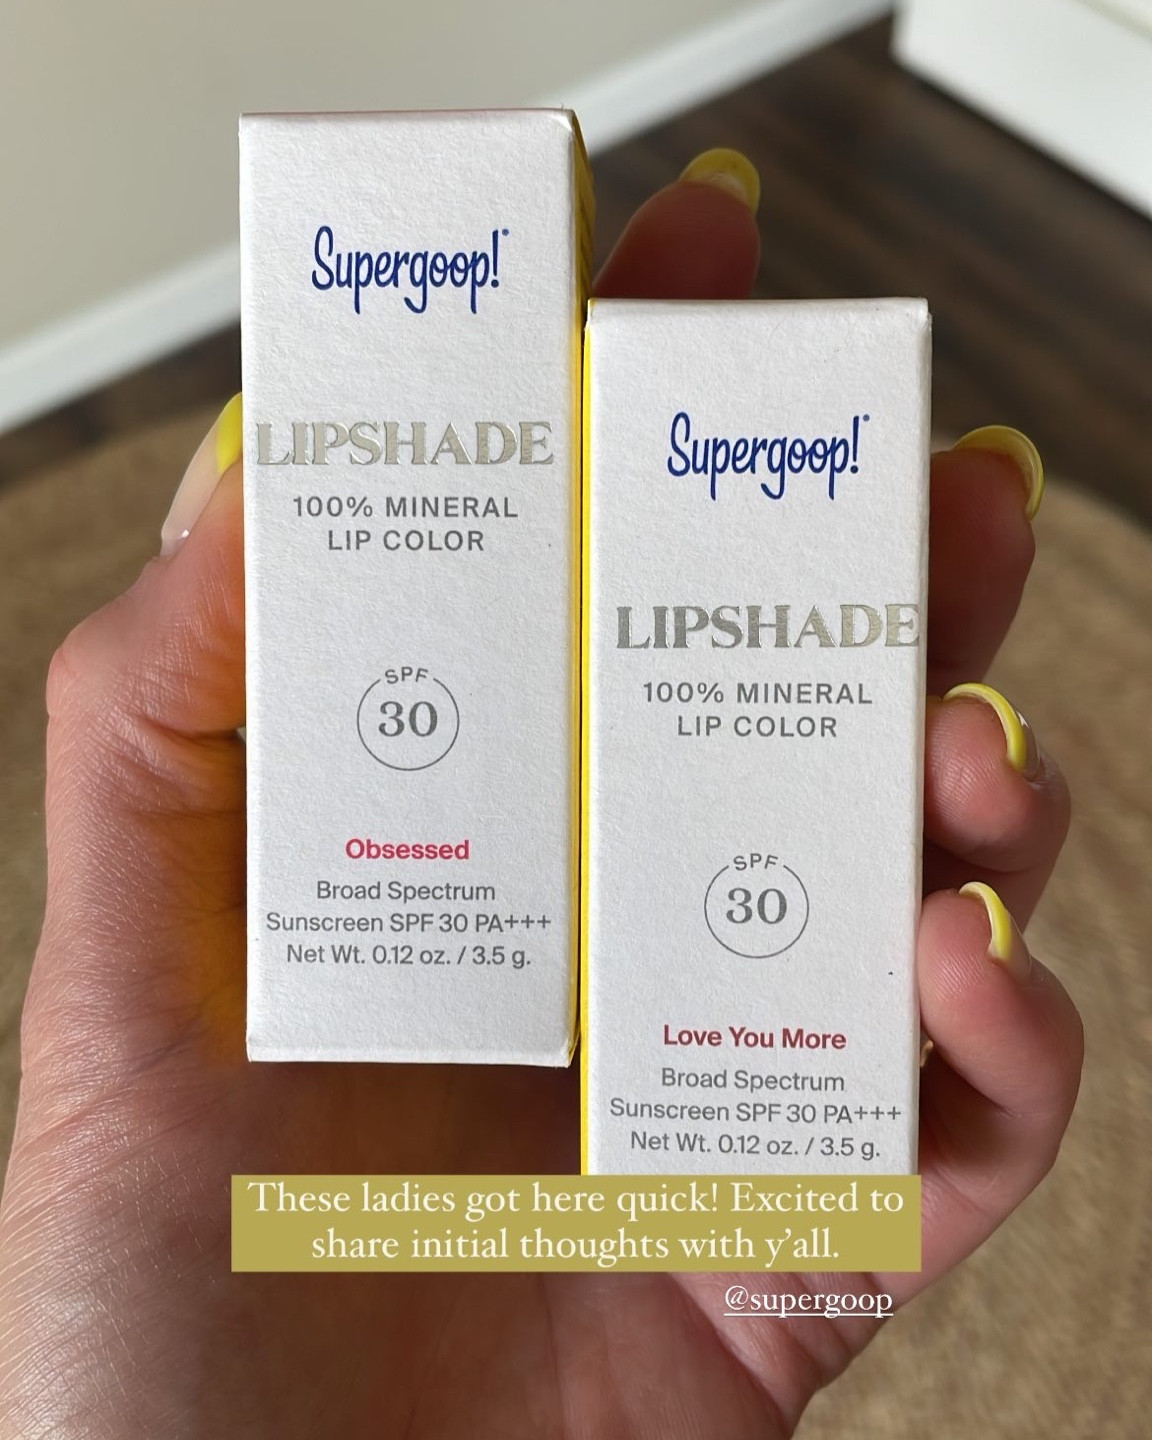 Supergoop!
LIPSHADE
100% MINERAL
LIP COLOR
SPF
30
Obsessed
Broad Spectrum
Sunscreen SPF 30 PA+++
Net Wt. 0.12 oz. / 3.5 g.
Supergoop!
LIPSHADE
100% MINERAL
LIP COLOR
SPF
30
Love You More
Broad Spectrum
Sunscreen SPF 30 PA+++
Net Wt. 0.12 oz. / 3.5 g.
These ladies got here quick! Excited to
share initial thoughts with y’all.
@supergoop